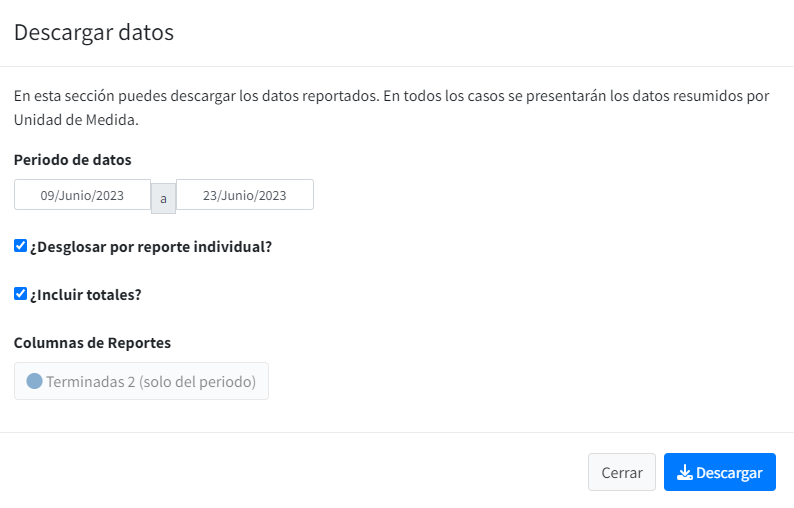 Descargar datos
En esta sección puedes descargar los datos reportados. En todos los casos se presentarán los datos resumidos por
Unidad de Medida.
Periodo de datos
09/Junio/2023 a 23/Junio/2023
¿Desglosar por reporte individual?
¿Incluir totales?
Columnas de Reportes
Terminadas 2 (solo del periodo)
Cerrar Descargar